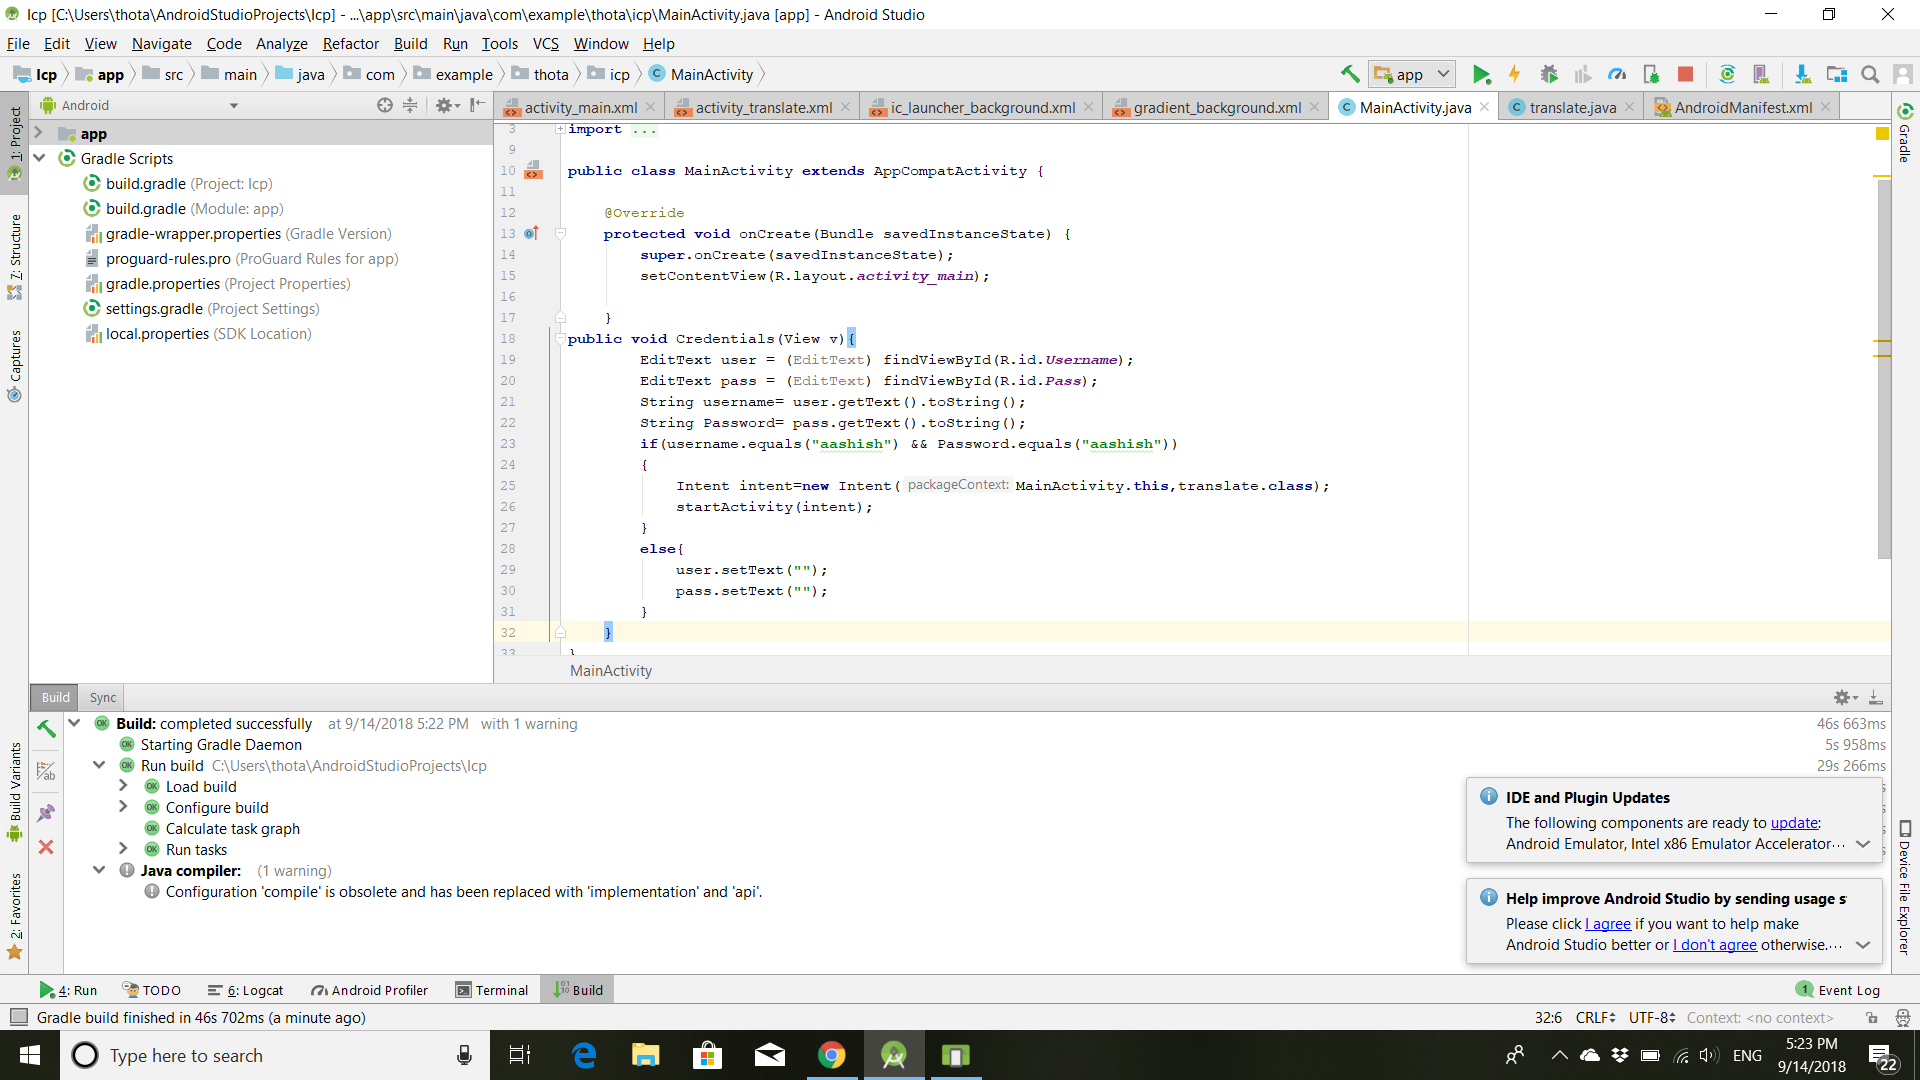 Icp [C:\Users\thota\AndroidStudioProjects\Icp] - ...\app\src\main\java\com\example\thota\icp\MainActivity.java [app] - Android Studio
File Edit View Navigate Code Analyze Refactor Build Run Tools VCS Window Help
Icp app src main java com example thota icp MainActivity app
Android
activity_main.xml activity_translate.xml ic_launcher_background.xml gradient_background.xml MainActivity.java translate.java AndroidManifest.xml
1: Project
7: Structure
Captures
Build Variants
2: Favorites
Gradle
Device File Explorer
app
Gradle Scripts
build.gradle (Project: Icp)
build.gradle (Module: app)
gradle-wrapper.properties (Gradle Version)
proguard-rules.pro (ProGuard Rules for app)
gradle.properties (Project Properties)
settings.gradle (Project Settings)
local.properties (SDK Location)
3 import ...
9
10 public class MainActivity extends AppCompatActivity {
11
12 @Override
13 protected void onCreate(Bundle savedInstanceState) {
14 super.onCreate(savedInstanceState);
15 setContentView(R.layout.activity_main);
16
17 }
18 public void Credentials(View v){
19 EditText user = (EditText) findViewById(R.id.Username);
20 EditText pass = (EditText) findViewById(R.id.Pass);
21 String username= user.getText().toString();
22 String Password= pass.getText().toString();
23 if(username.equals("aashish") && Password.equals("aashish"))
24 {
25 Intent intent=new Intent( packageContext: MainActivity.this,translate.class);
26 startActivity(intent);
27 }
28 else{
29 user.setText("");
30 pass.setText("");
31 }
32 }
33 }
MainActivity
Build Sync
Build: completed successfully at 9/14/2018 5:22 PM with 1 warning 46s 663ms
Starting Gradle Daemon 5s 958ms
Run build C:\Users\thota\AndroidStudioProjects\Icp 29s 266ms
Load build
Configure build
Calculate task graph
Run tasks
Java compiler: (1 warning)
Configuration 'compile' is obsolete and has been replaced with 'implementation' and 'api'.
IDE and Plugin Updates
The following components are ready to update:
Android Emulator, Intel x86 Emulator Accelerator...
Help improve Android Studio by sending usage
Please click I agree if you want to help make
Android Studio better or I don't agree otherwise....
4: Run TODO 6: Logcat Android Profiler Terminal Build 1 Event Log
Gradle build finished in 46s 702ms (a minute ago) 32:6 CRLF UTF-8 Context: <no context>
Type here to search
ENG
5:23 PM
9/14/2018
22